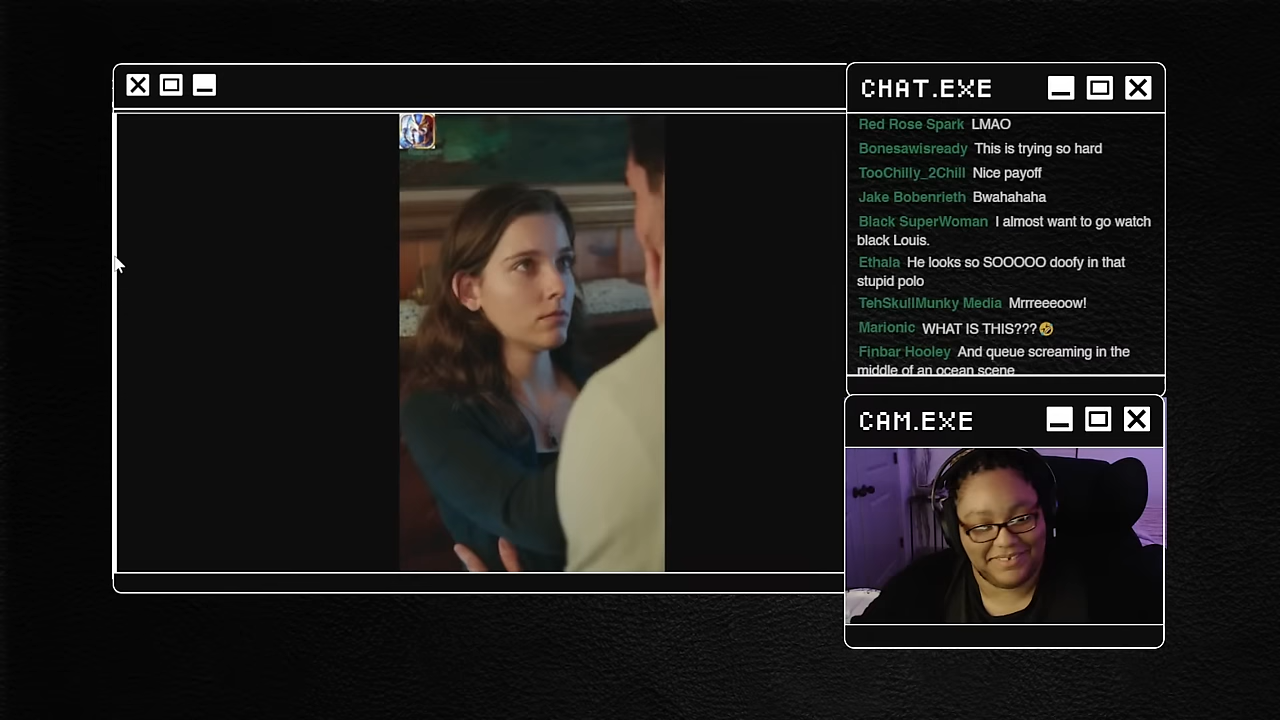 CHAT.EXE
Red Rose Spark LMAO
Bonesawisready This is trying so hard
TooChilly_2Chill Nice payoff
Jake Bobenrieth Bwahahaha
Black SuperWoman I almost want to go watch
black Louis.
Ethala He looks so SOOOOO doofy in that
stupid polo
TehSkullMunky Media Mrrreeeoow!
Marionic WHAT IS THIS???🤣
Finbar Hooley And queue screaming in the
middle of an ocean scene
CAM.EXE